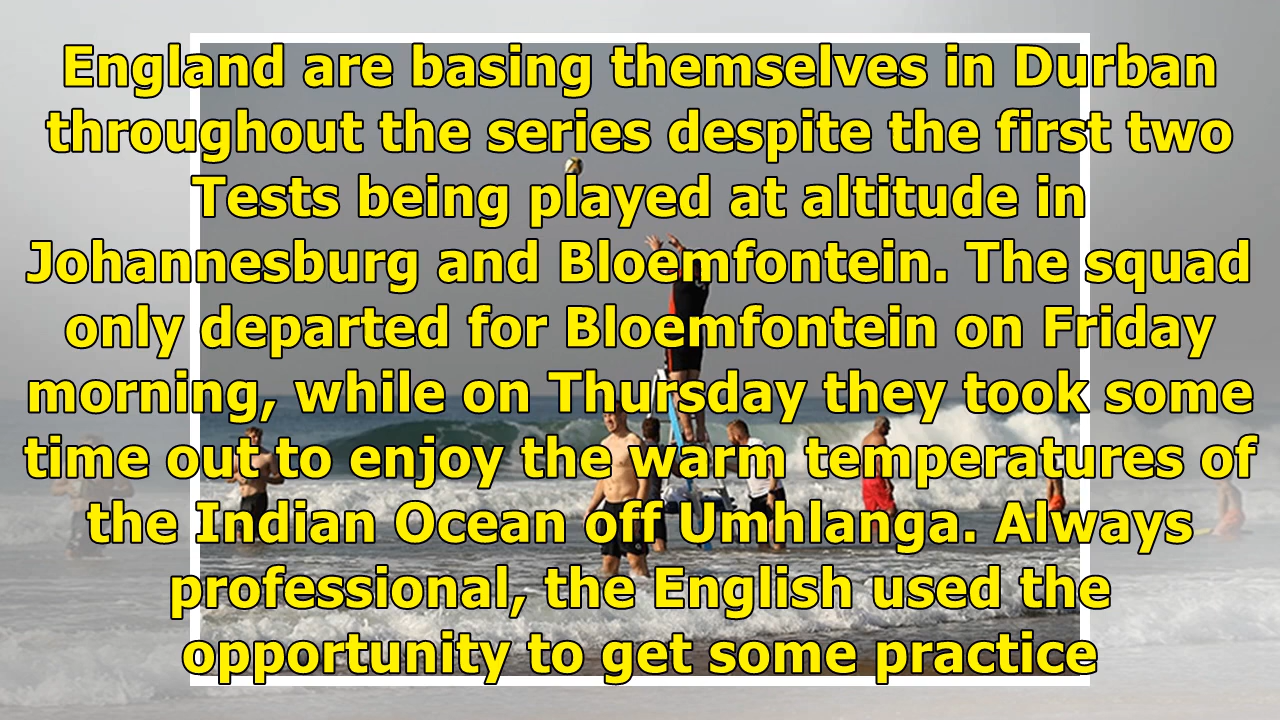 England are basing themselves in Durban
throughout the series despite the first two
Tests being played at altitude in
Johannesburg and Bloemfontein. The squad
only departed for Bloemfontein on Friday
morning, while on Thursday they took some
time out to enjoy the warm temperatures of
the Indian Ocean off Umhlanga. Always
professional, the English used the
opportunity to get some practice